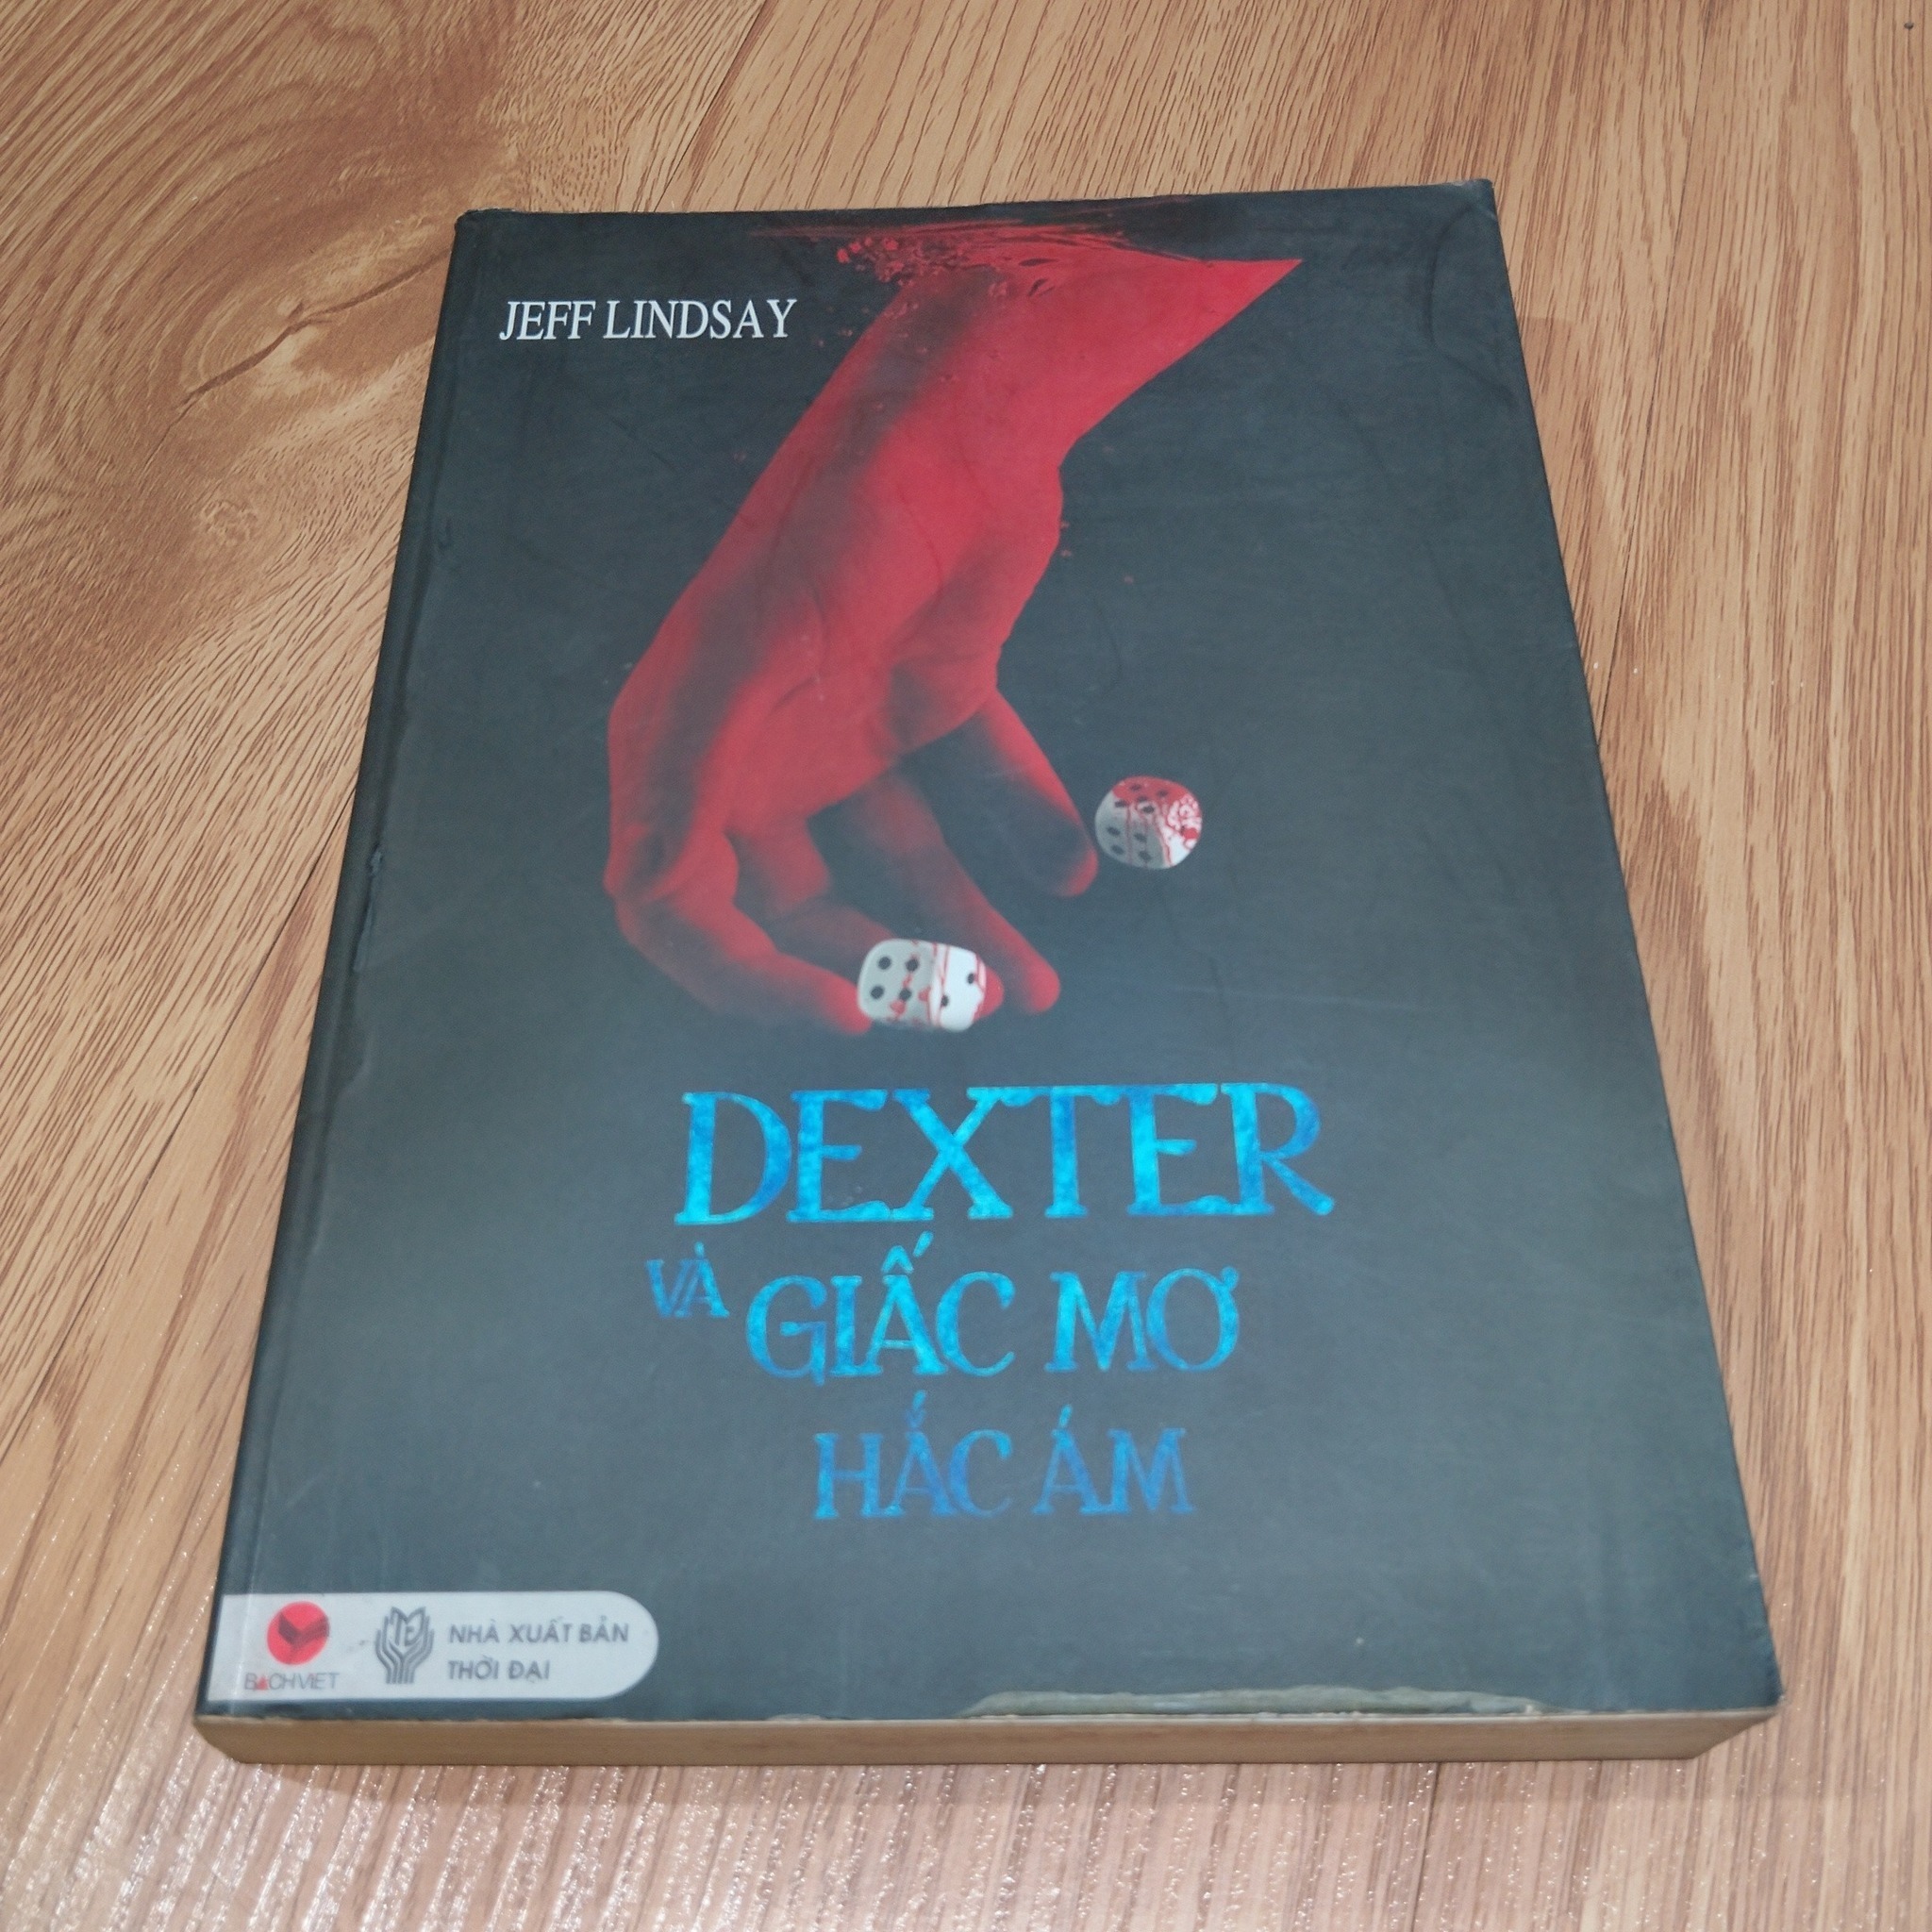 JEFF LINDSAY
DEXTER
VÀ GIẤC MƠ
HẮC ÁM
BACHVIET
NHÀ XUẤT BẢN
THỜI ĐẠI